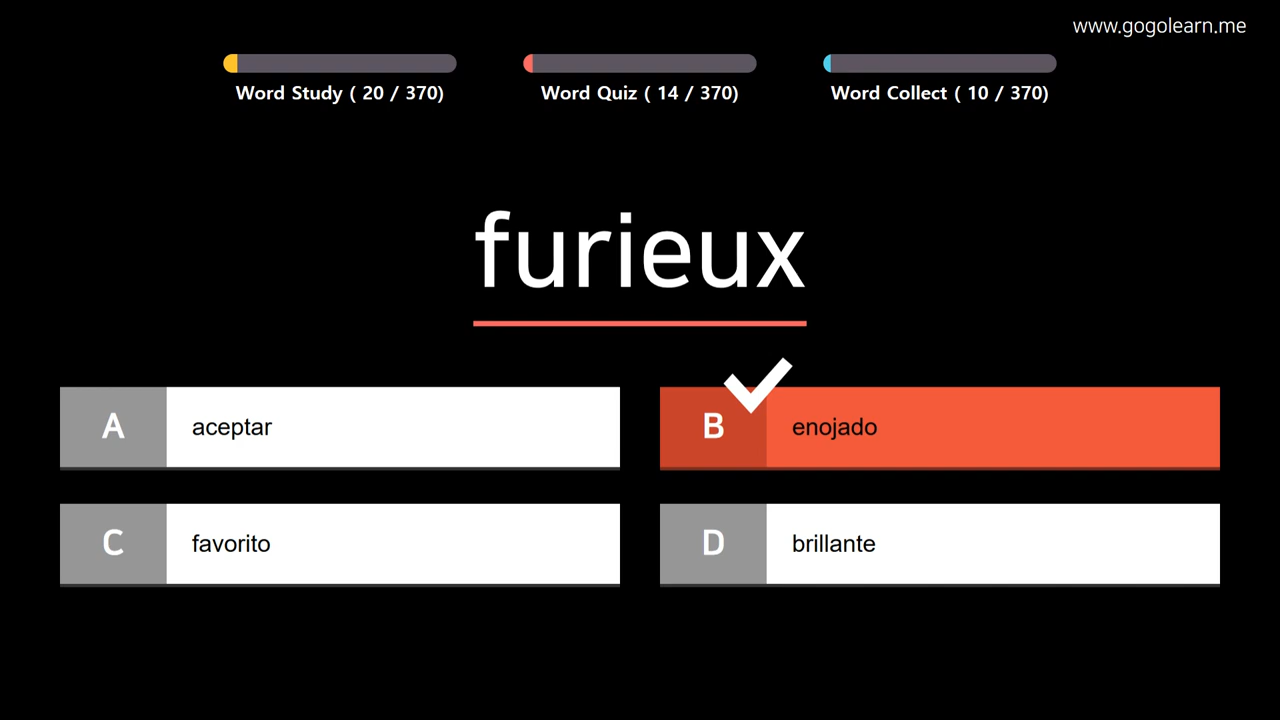 www.gogolearn.me
Word Study ( 20 / 370)
Word Quiz ( 14 / 370)
Word Collect ( 10 / 370)
furieux
A aceptar
B enojado
C favorito
D brillante